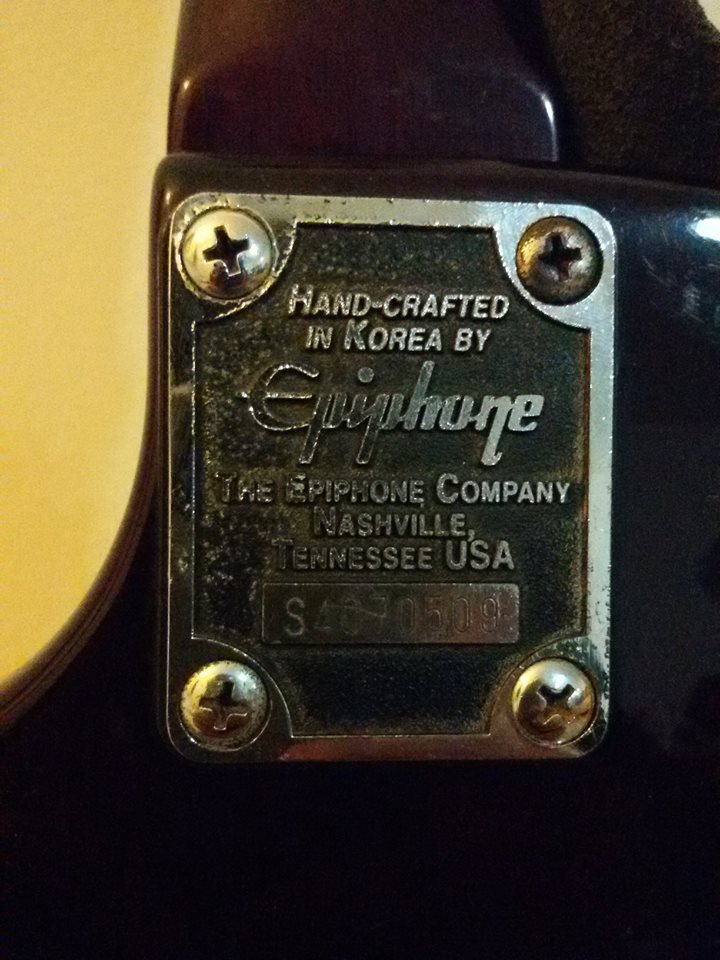 HAND-CRAFTED
IN KOREA BY
Epiphone
THE EPIPHONE COMPANY
NASHVILLE,
TENNESSEE USA